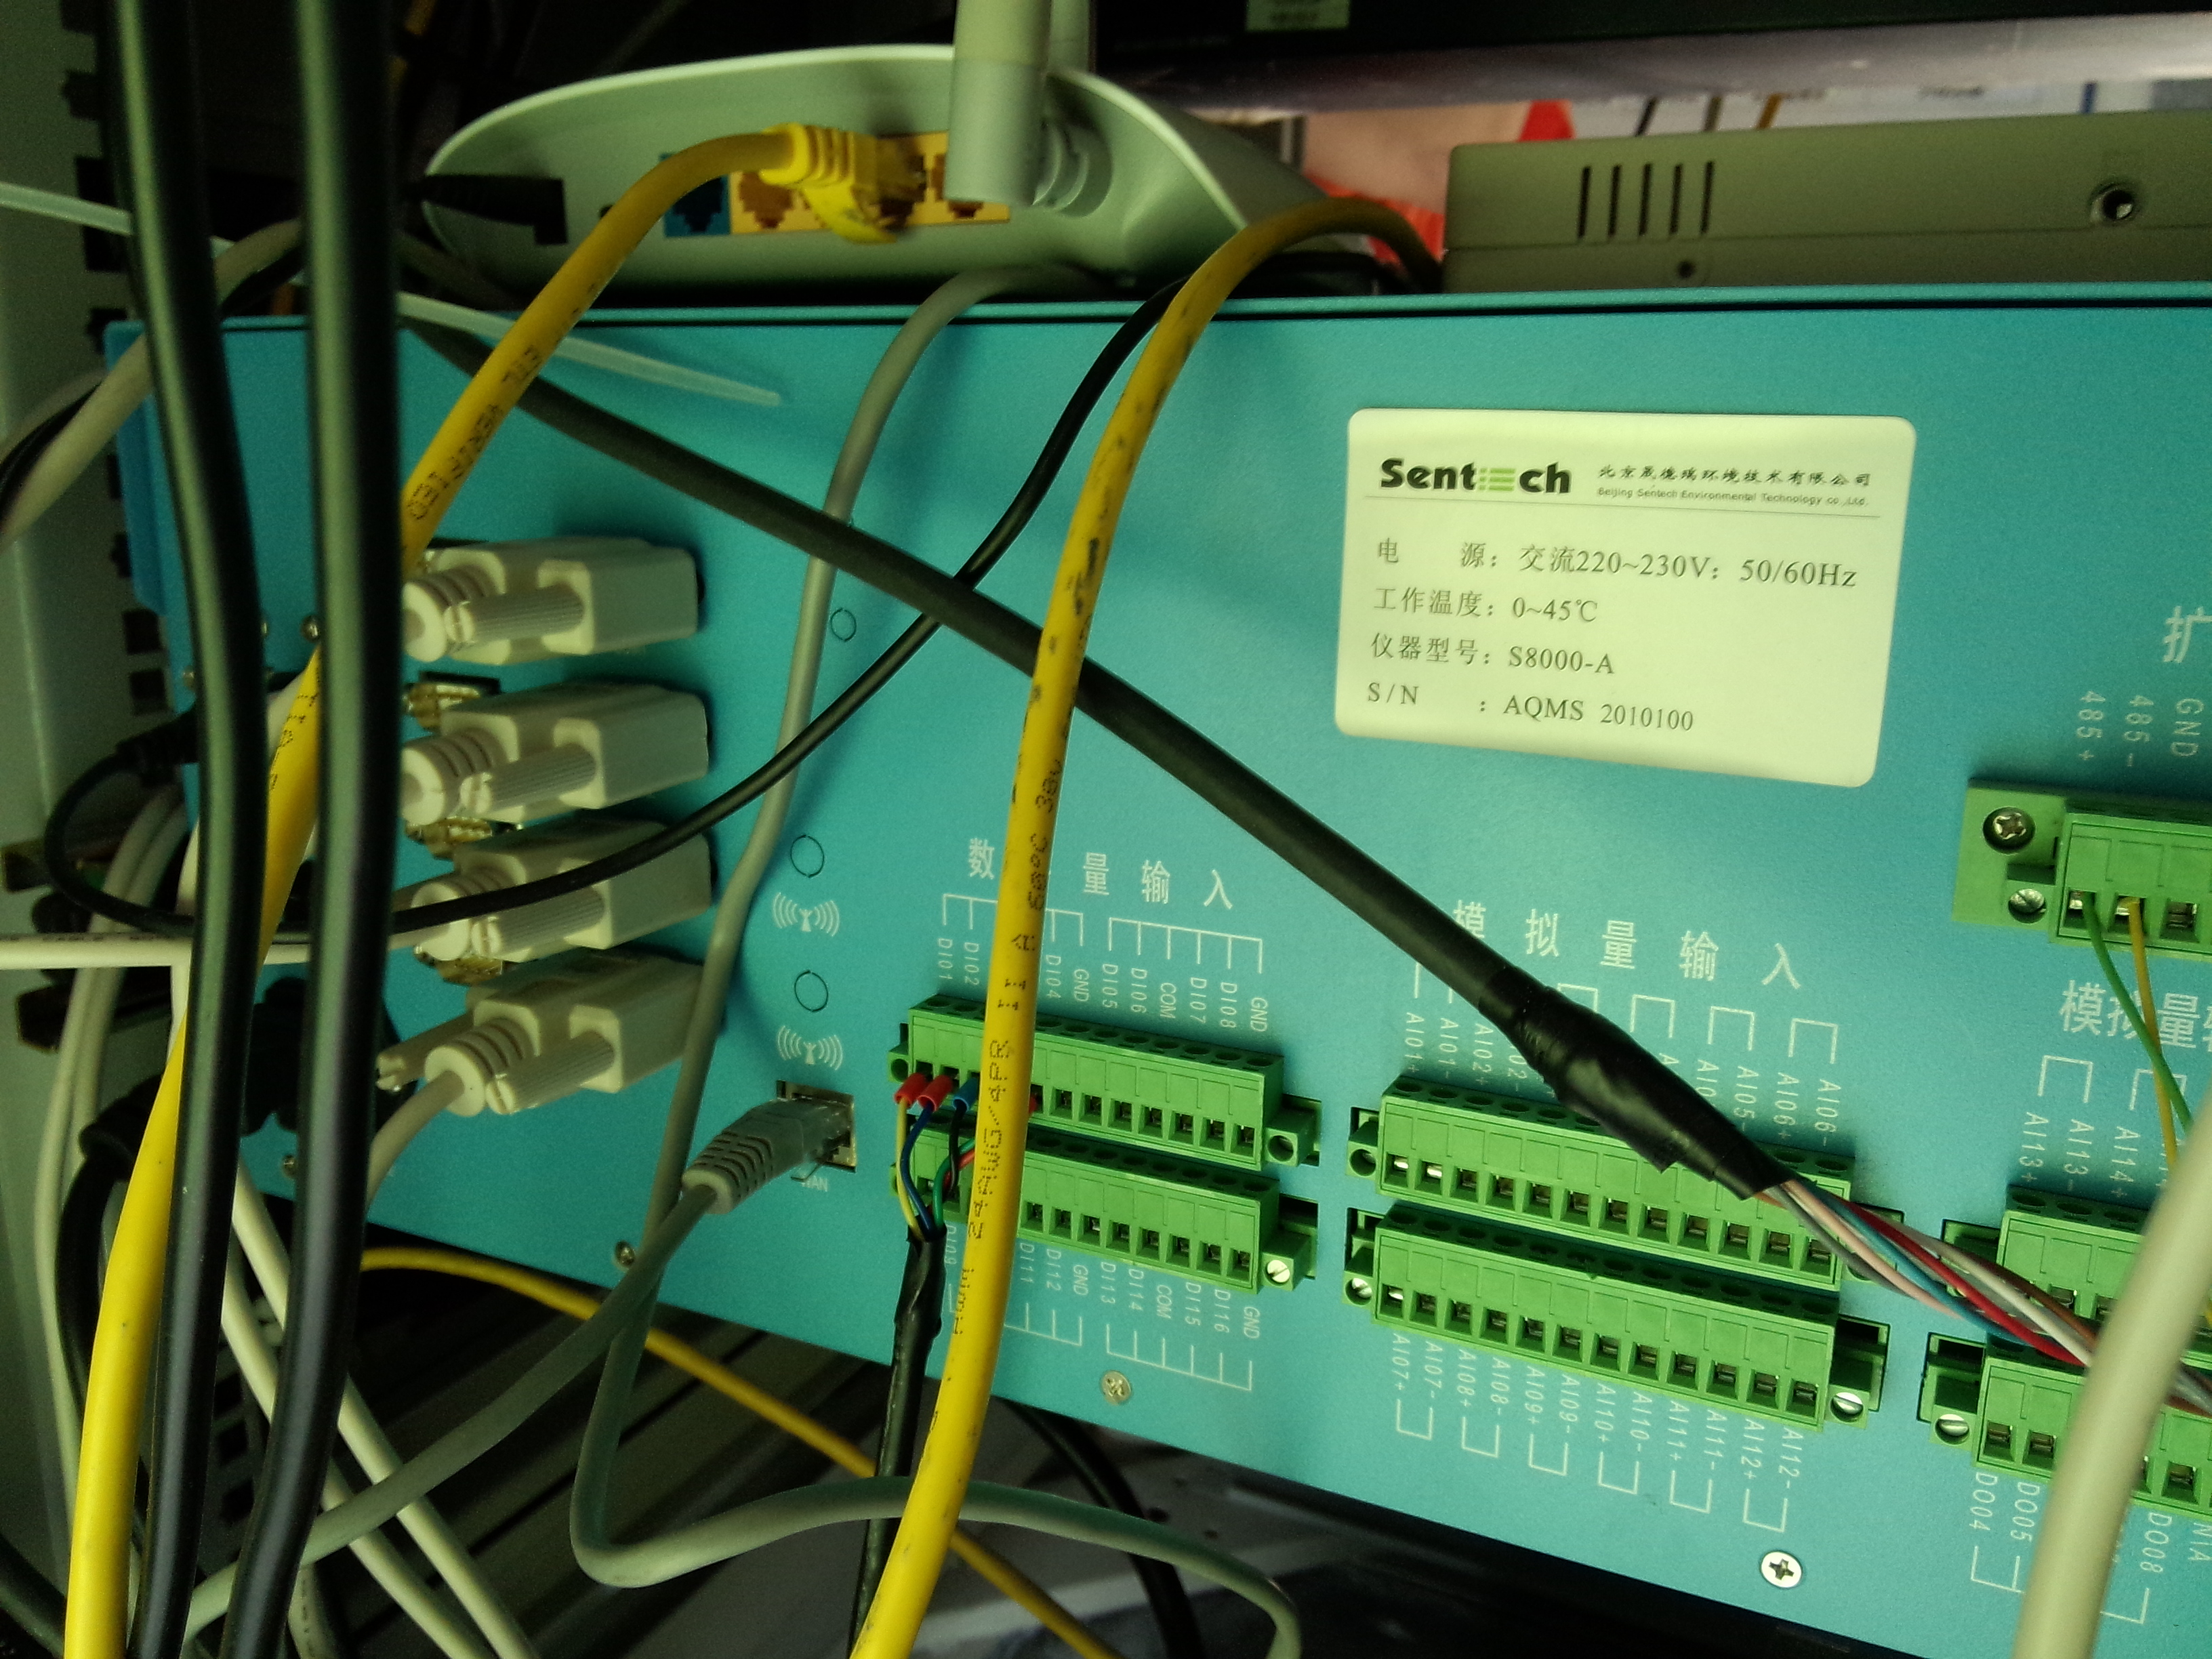 Sentech 北京晟德瑞环境技术有限公司
Beijing Sentech Environmental Technology co.,Ltd.
电 源: 交流220~230V: 50/60Hz
工作温度: 0~45℃
仪器型号: S8000-A
S/N : AQMS 2010100
扩
485+ 485- GND
数 量 输 入
DI01 DI02 DI04 GND DI05 DI06 COM DI07 DI08 GND
模 拟 量 输 入
AI01+ AI01- AI02+ AI05- AI06+ AI06-
模拟量
AI13+ AI13- AI14+
WAN
DI09 DI11 DI12 GND DI13 DI14 COM DI15 DI16 GND
AI07+ AI07- AI08+ AI08- AI09+ AI09- AI10+ AI10- AI11+ AI11- AI12+ AI12-
DO04 DO05 DO08